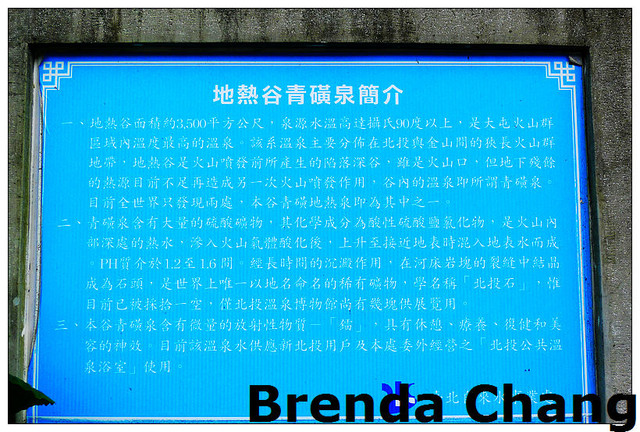 地熱谷青磺泉簡介
一、地熱谷面積約3,500平方公尺，泉源水溫高達攝氏90度以上，是大屯火山群
區域內溫度最高的溫泉。該系溫泉主要分佈在北投與金山間的狹長火山群
地帶，地熱谷是火山噴發前所產生的陷落深谷，雖是火山口，但地下殘餘
的熱源目前不足再造成另一次火山噴發作用，谷內的溫泉即所謂青磺泉。
目前全世界只發現兩處，本谷青磺地熱泉即為其中之一。
二、青磺泉含有大量的硫酸礦物，其化學成分為酸性硫酸鹽氯化物，是火山內
部深處的熱水，滲入火山氣體酸化後，上升至接近地表時混入地表水而成
。PH質介於1.2至1.6間。經長時間的沉澱作用，在河床岩塊的裂縫中結晶
成為石頭，是世界上唯一以地名命名的稀有礦物，學名稱「北投石」，惟
目前已被採拾一空，僅北投溫泉博物館尚有幾塊供展覽用。
三、本谷青磺泉含有微量的放射性物質－「鐳」，具有休憩、療養、復健和美
容的神效。目前該溫泉水供應新北投用戶及本處委外經營之「北投公共溫
泉浴室」使用。
臺北自來水事業處
Brenda Chang